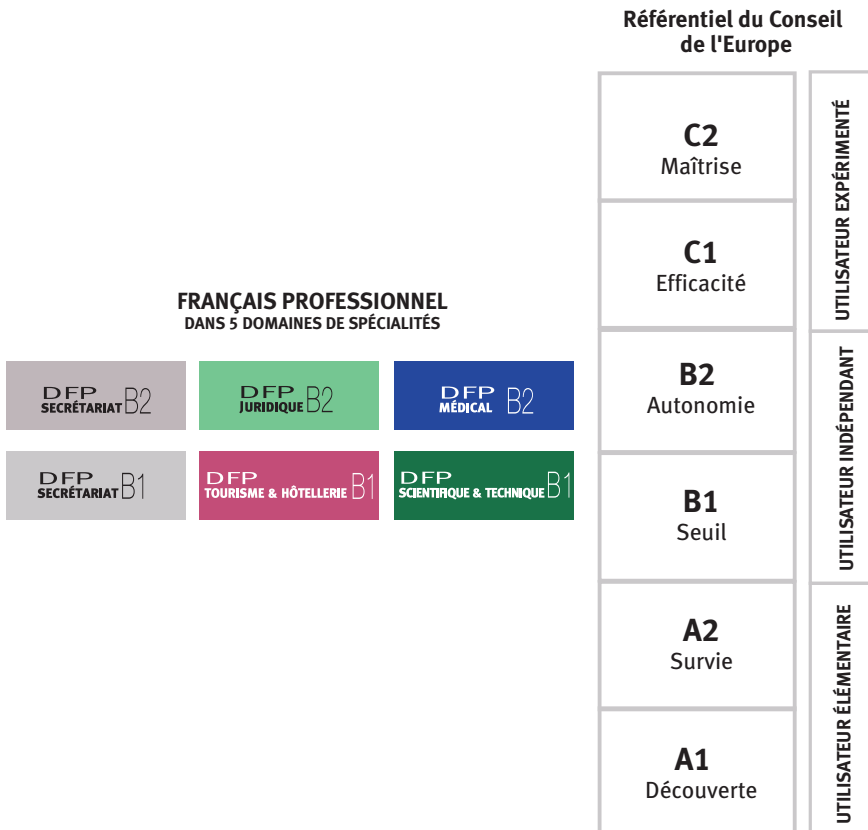 Référentiel du Conseil
de l'Europe
FRANÇAIS PROFESSIONNEL
DANS 5 DOMAINES DE SPÉCIALITÉS
DFP
SECRÉTARIAT B2
DFP
JURIDIQUE B2
DFP
MÉDICAL B2
DFP
SECRÉTARIAT B1
DFP
TOURISME & HÔTELLERIE B1
DFP
SCIENTIFIQUE & TECHNIQUE B1
C2
Maîtrise
C1
Efficacité
B2
Autonomie
B1
Seuil
A2
Survie
A1
Découverte
UTILISATEUR EXPÉRIMENTÉ
UTILISATEUR INDÉPENDANT
UTILISATEUR ÉLÉMENTAIRE